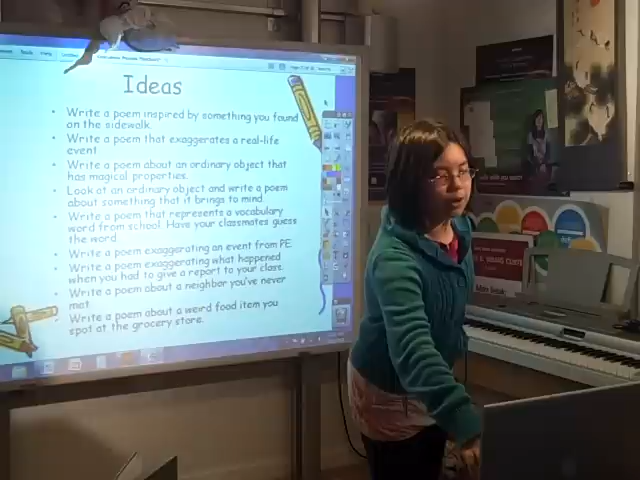 Ideas
Write a poem inspired by something you found
on the sidewalk.
Write a poem that exaggerates a real-life
event
Write a poem about an ordinary object that
has magical properties.
Look at an ordinary object and write a poem
about something that it brings to mind.
Write a poem that represents a vocabulary
word from school. Have your classmates guess
the word.
Write a poem exaggerating an event from PE.
Write a poem exaggerating what happened
when you had to give a report to your class.
Write a poem about a neighbor you've never
met.
Write a poem about a weird food item you
spot at the grocery store.